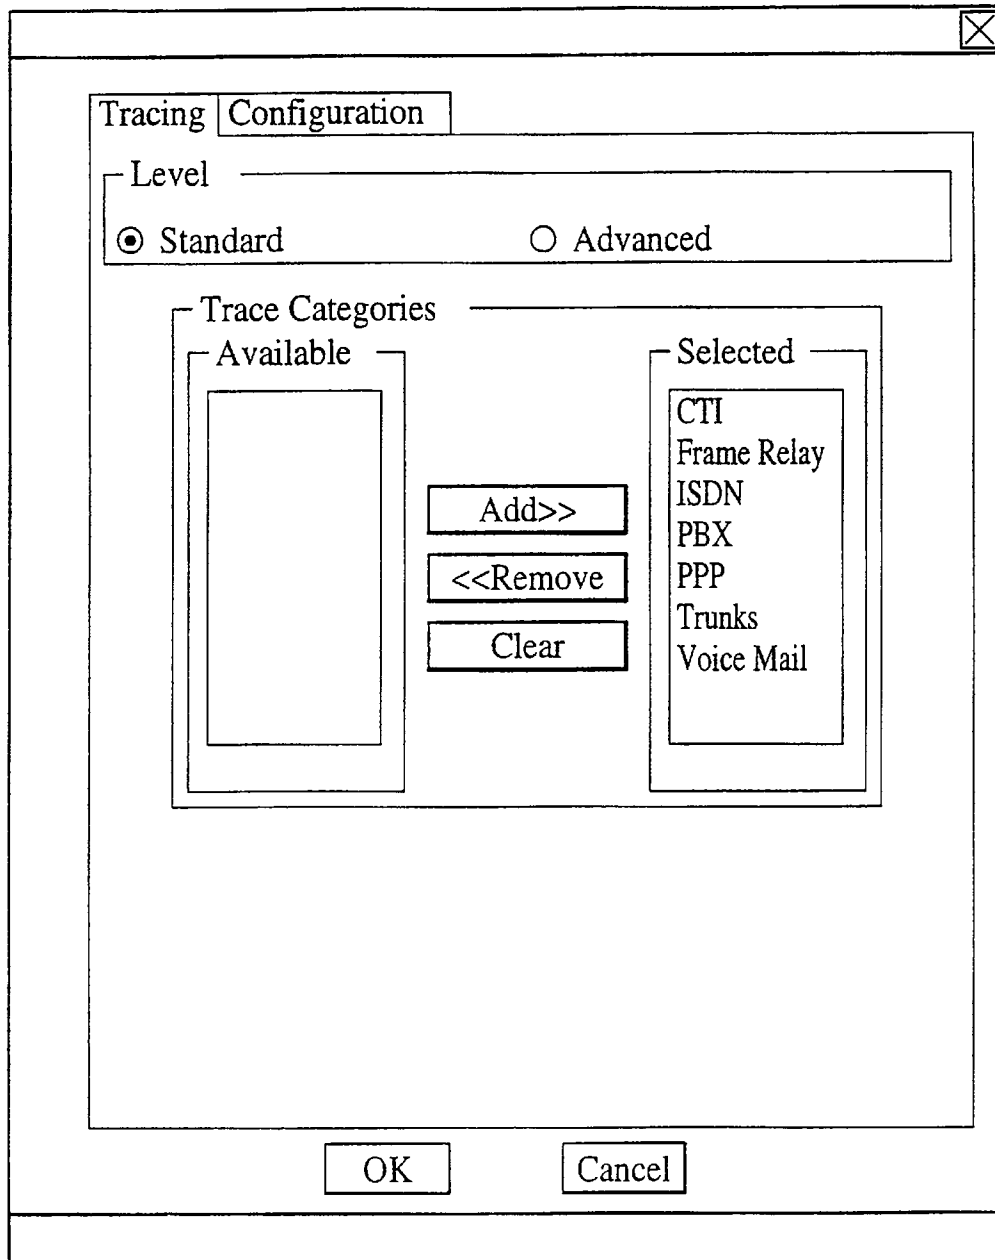 Tracing Configuration
Level
Standard Advanced
Trace Categories
Available Selected
CTI
Frame Relay
ISDN
Add>>
PBX
<<Remove
PPP
Trunks
Clear
Voice Mail
OK Cancel